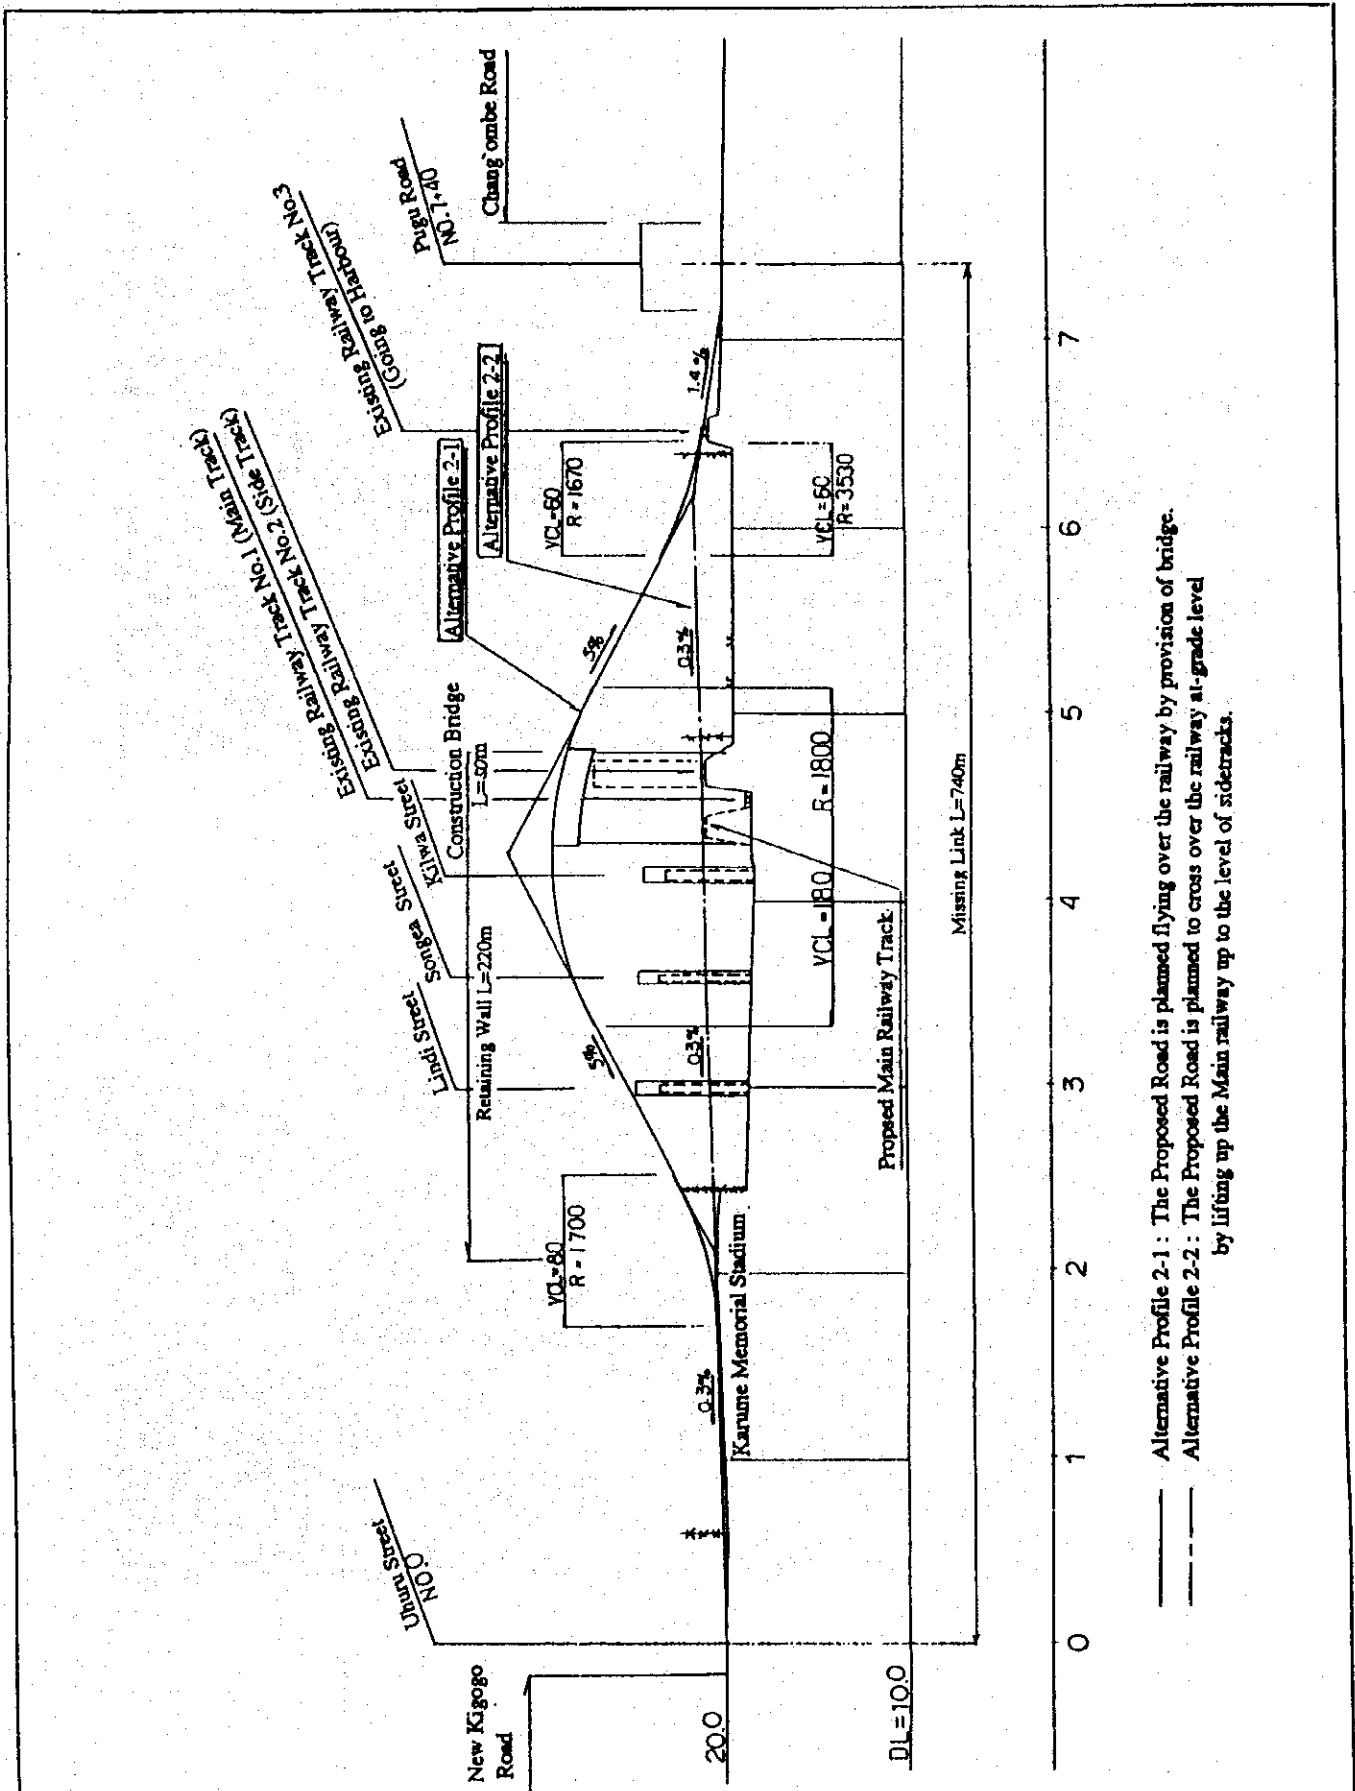 New Kigogo
Road
Uhuru Street
NO.0
Lindi Street
Songea Street
Kilwa Street
Existing Railway Track No.1 (Main Track)
Existing Railway Track No.2 (Side Track)
Existing Railway Track No.3
(Going to Harbour)
Pugu Road
NO.7+40
Chang`ombe Road
Retaining Wall L=220m
Construction Bridge
L=50m
Alternative Profile 2-1
Alternative Profile 2-2
VCL=80
R=1700
VCL=60
R=1670
0.3%
5%
5%
0.3%
0.3%
1.4%
20.0
Karume Memorial Stadium
VCL=180
R=1800
VCL=60
R=3530
Propsed Main Railway Track
DL=10.0
Missing Link L=740m
0
1
2
3
4
5
6
7
Alternative Profile 2-1 : The Proposed Road is planned flying over the railway by provision of bridge.
Alternative Profile 2-2 : The Proposed Road is planned to cross over the railway at-grade level
by lifting up the Main railway up to the level of sidetracks.